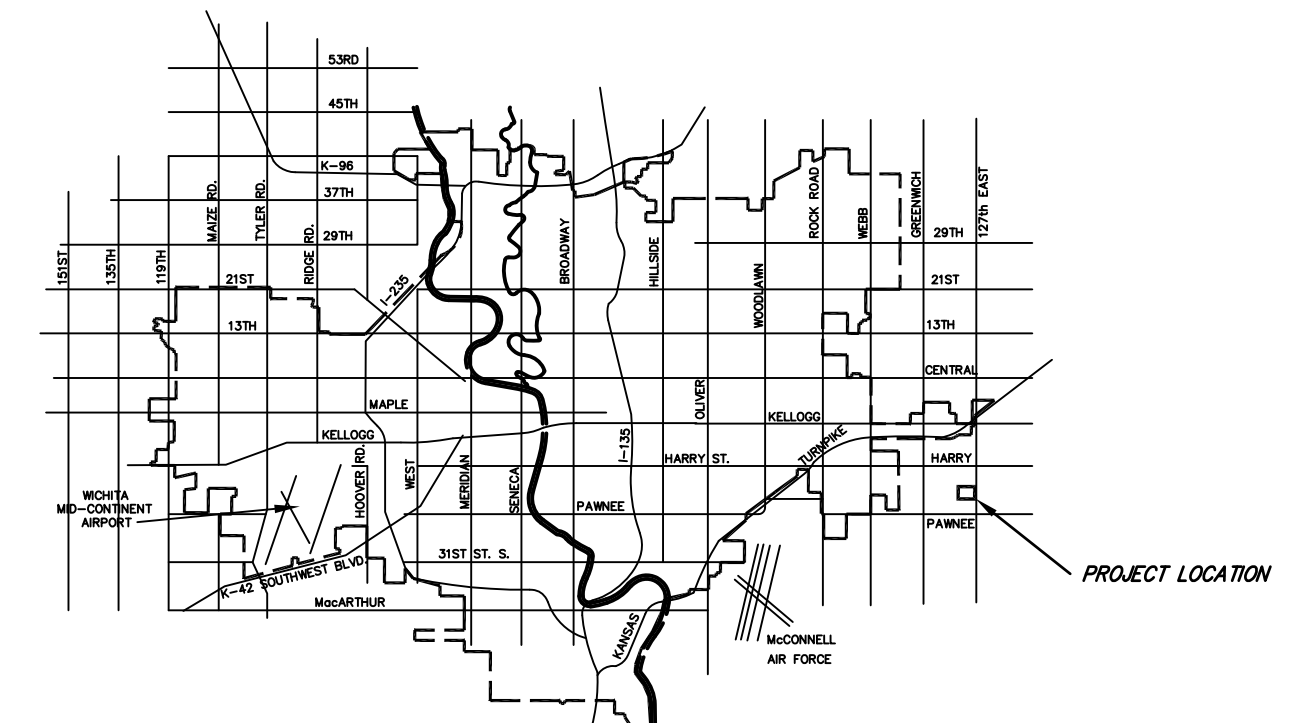 53RD
45TH
K-96
37TH
29TH
MAIZE RD.
TYLER RD.
RIDGE RD.
151ST
135TH
119TH
21ST
I-235
13TH
BROADWAY
HILLSIDE
WOODLAWN
ROCK ROAD
WEBB
GREENWICH
127th EAST
29TH
21ST
13TH
CENTRAL
MAPLE
OLIVER
KELLOGG
KELLOGG
I-135
HARRY ST.
TURNPIKE
HARRY
HOOVER RD.
WEST
MERIDIAN
SENECA
PAWNEE
PAWNEE
WICHITA
MID-CONTINENT
AIRPORT
31ST ST. S.
K-42 SOUTHWEST BLVD.
MacARTHUR
KANSAS
McCONNELL
AIR FORCE
PROJECT LOCATION